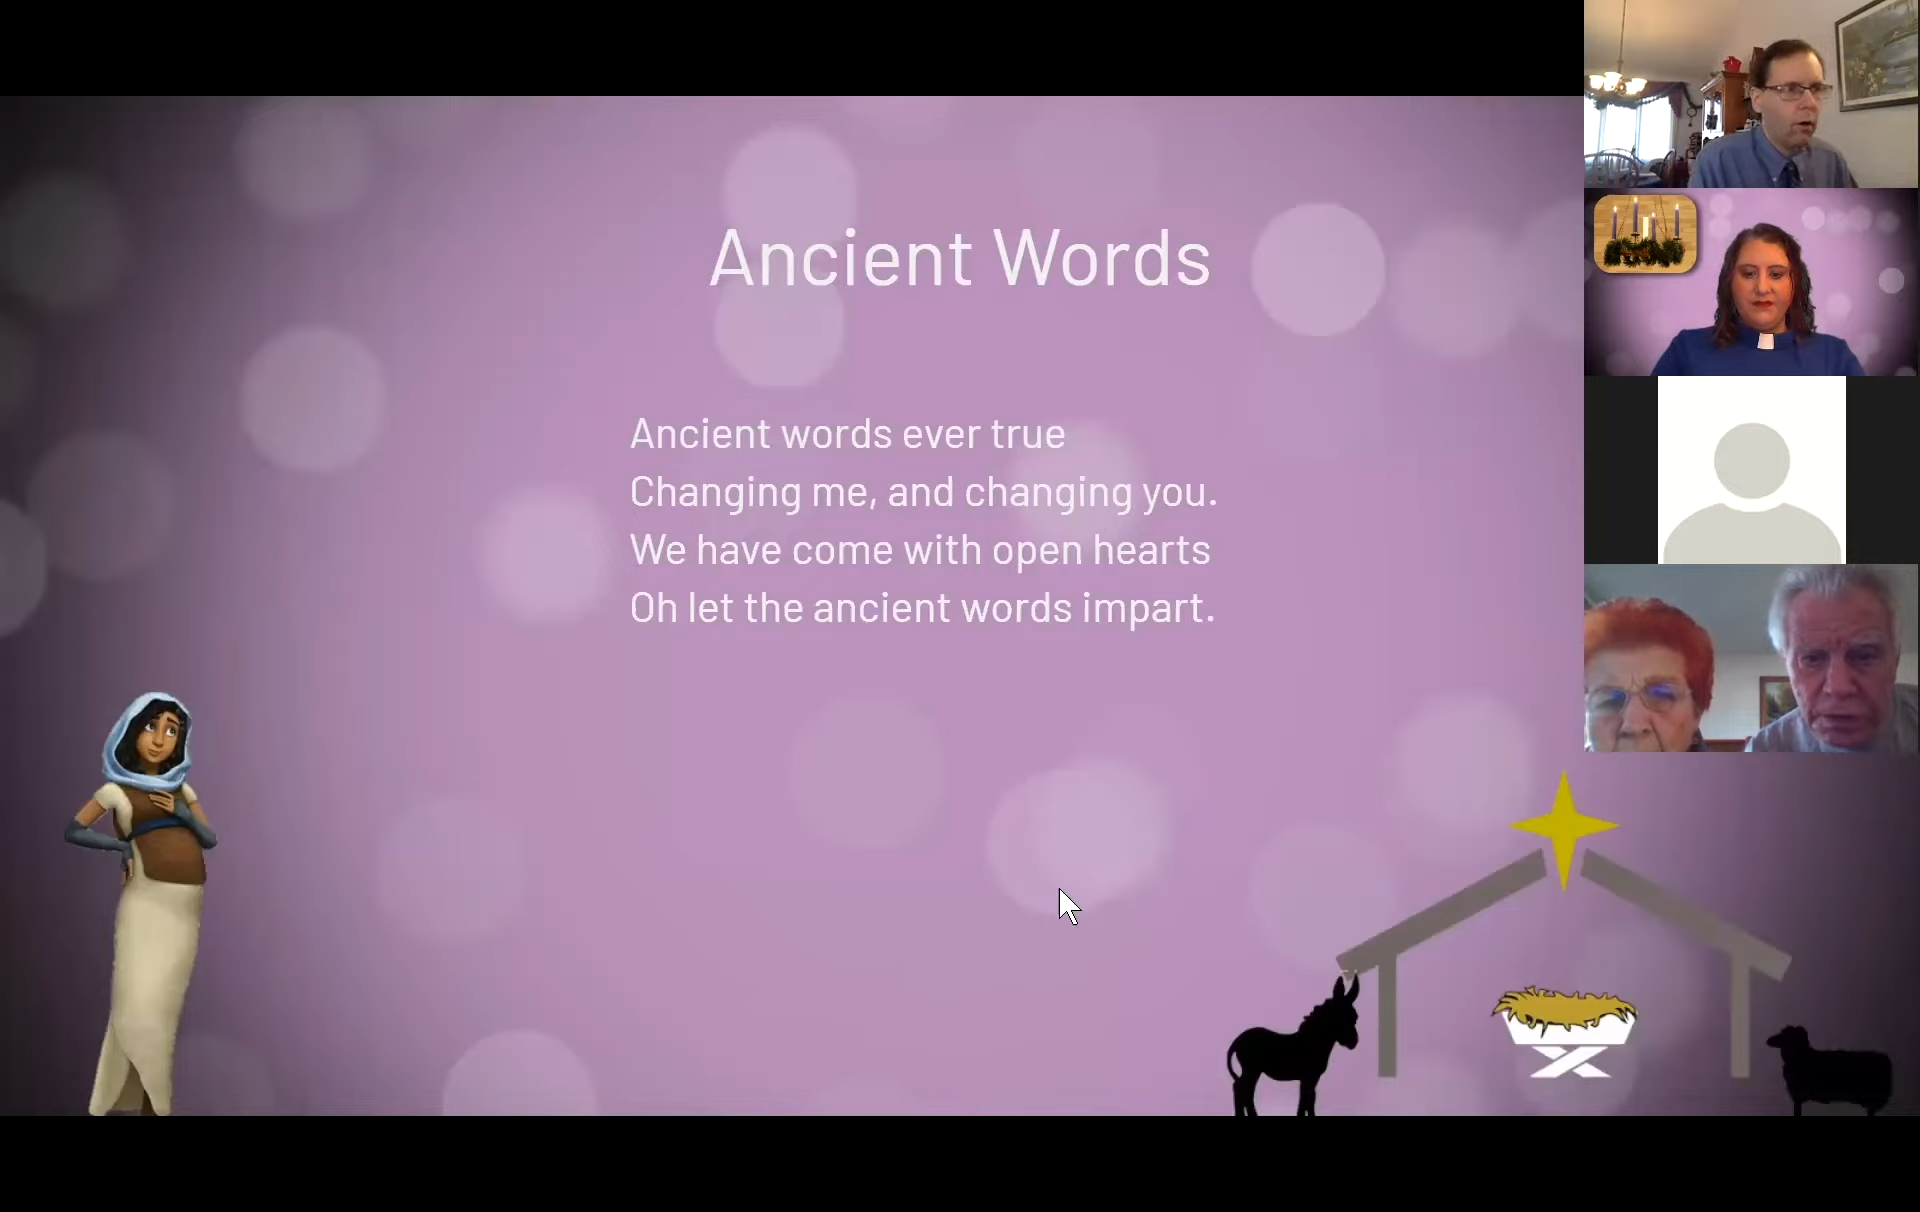 Ancient Words
Ancient words ever true
Changing me, and changing you.
We have come with open hearts
Oh let the ancient words impart.